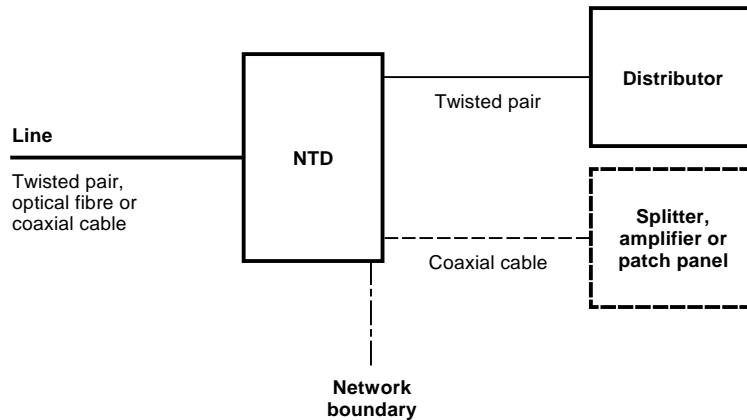 Line
Twisted pair,
optical fibre or
coaxial cable
NTD
Twisted pair
Distributor
Coaxial cable
Splitter,
amplifier or
patch panel
Network
boundary